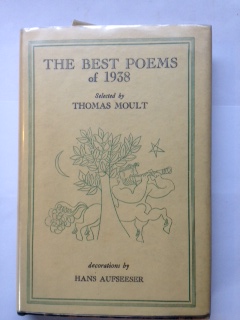 THE BEST POEMS
of 1938
Selected by
THOMAS MOULT
decorations by
HANS AUFSEESER